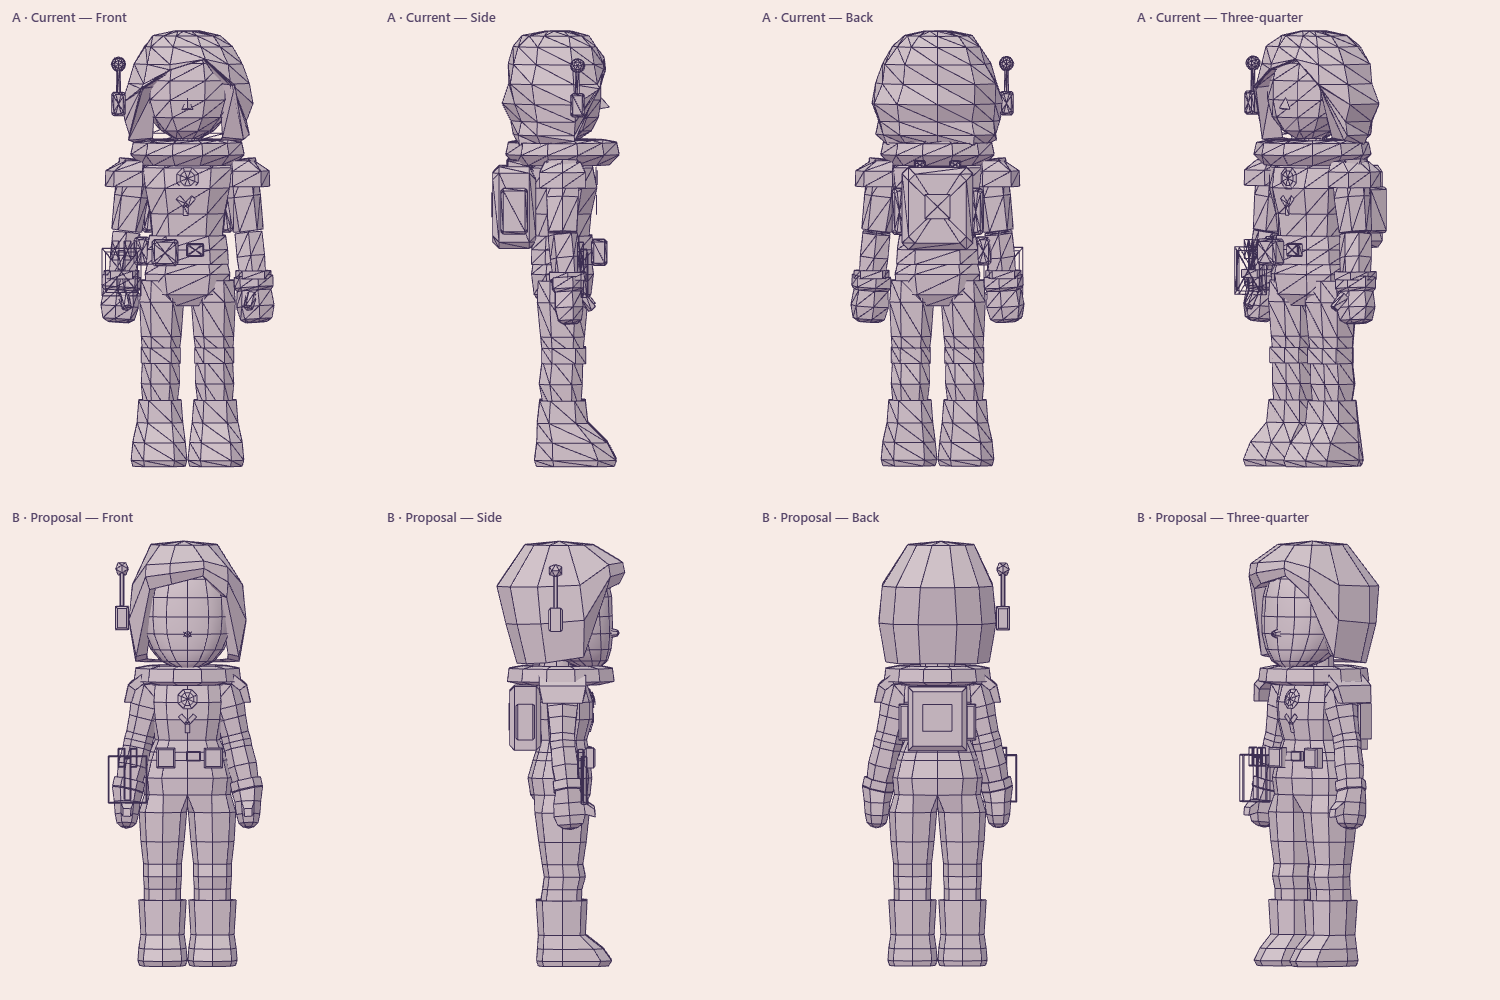 A · Current — Front
A · Current — Side
A · Current — Back
A · Current — Three-quarter
B · Proposal — Front
B · Proposal — Side
B · Proposal — Back
B · Proposal — Three-quarter